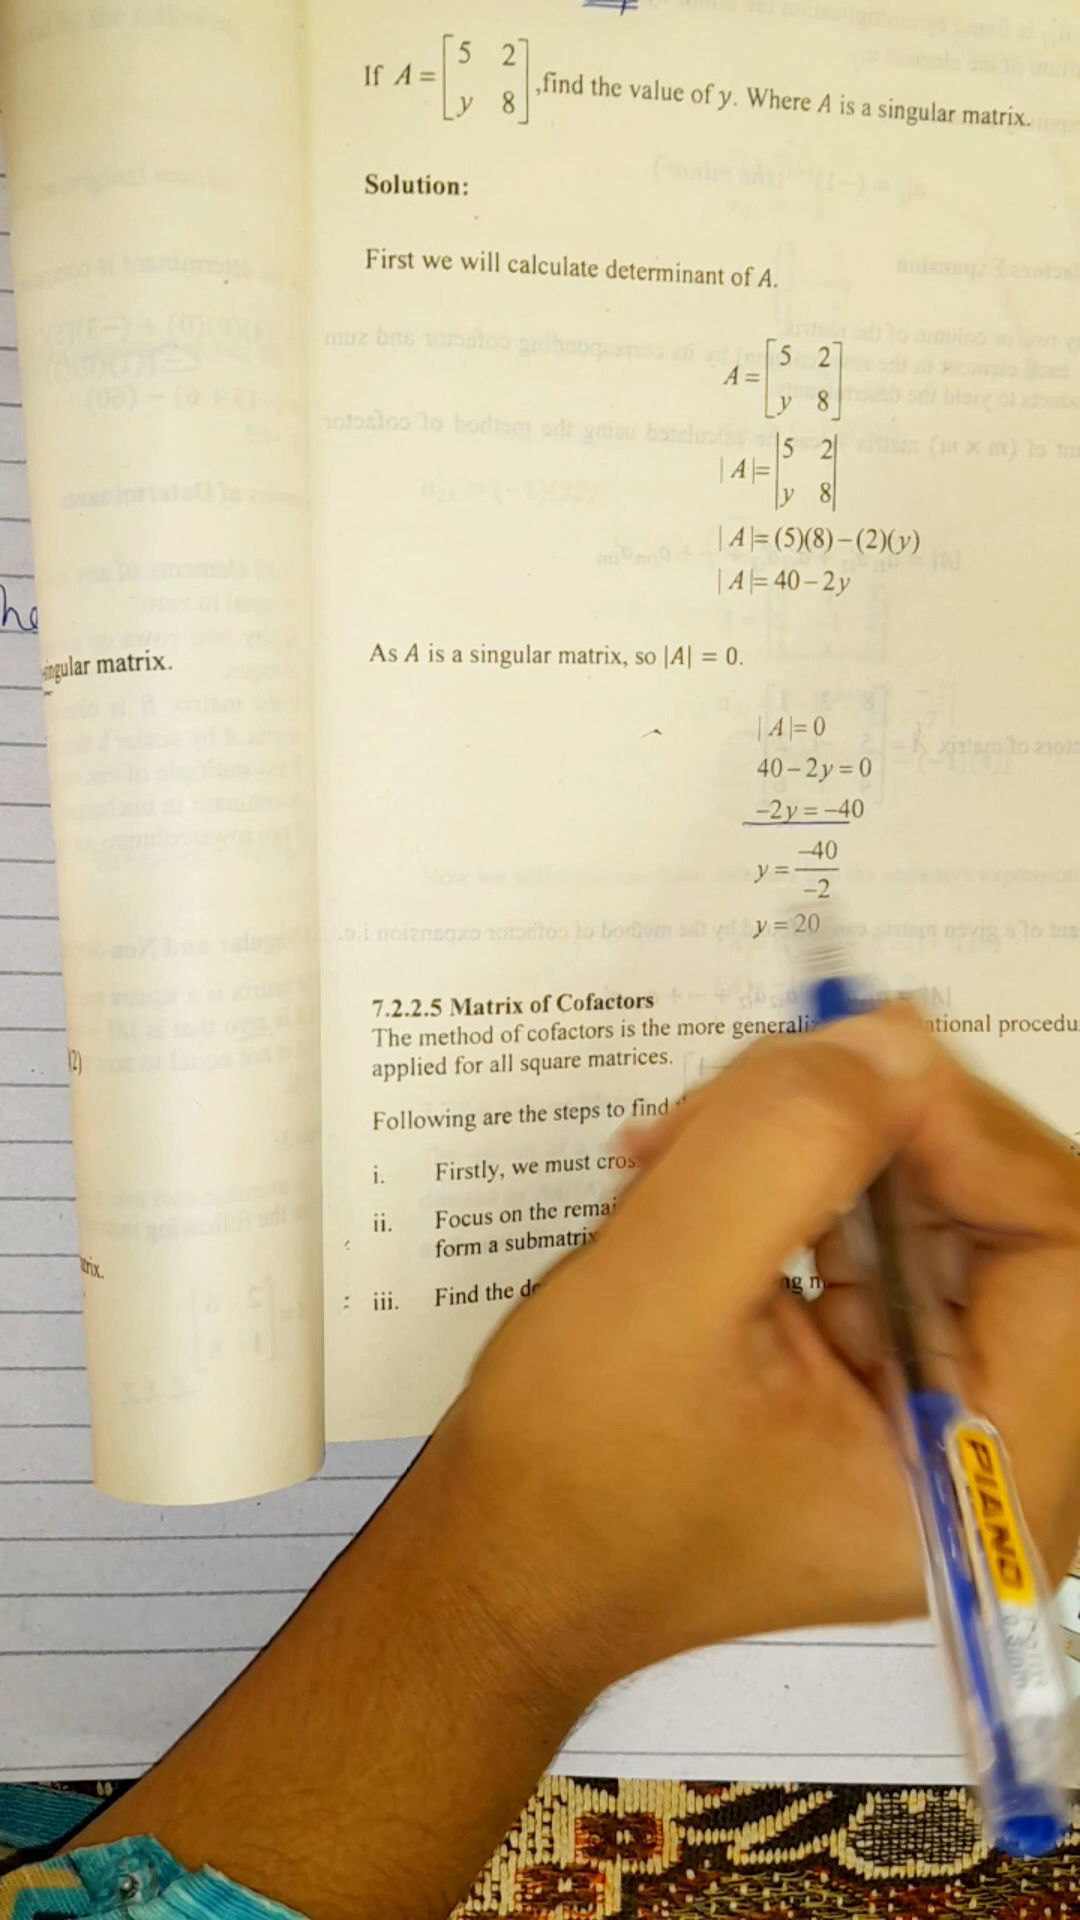 If A = [5 2; y 8], find the value of y. Where A is a singular matrix.
Solution:
First we will calculate determinant of A.
A = [5 2; y 8]
|A| = |5 2; y 8|
|A| = (5)(8) – (2)(y)
|A| = 40 – 2y
As A is a singular matrix, so |A| = 0.
|A| = 0
40 – 2y = 0
–2y = –40
y = –40/–2
y = 20
7.2.2.5 Matrix of Cofactors
The method of cofactors is the more
applied for all square matrices.
Following are the steps to find
i. Firstly, we must
ii. Focus on the
form a submatrix
iii. Find the
singular matrix.
PIANO